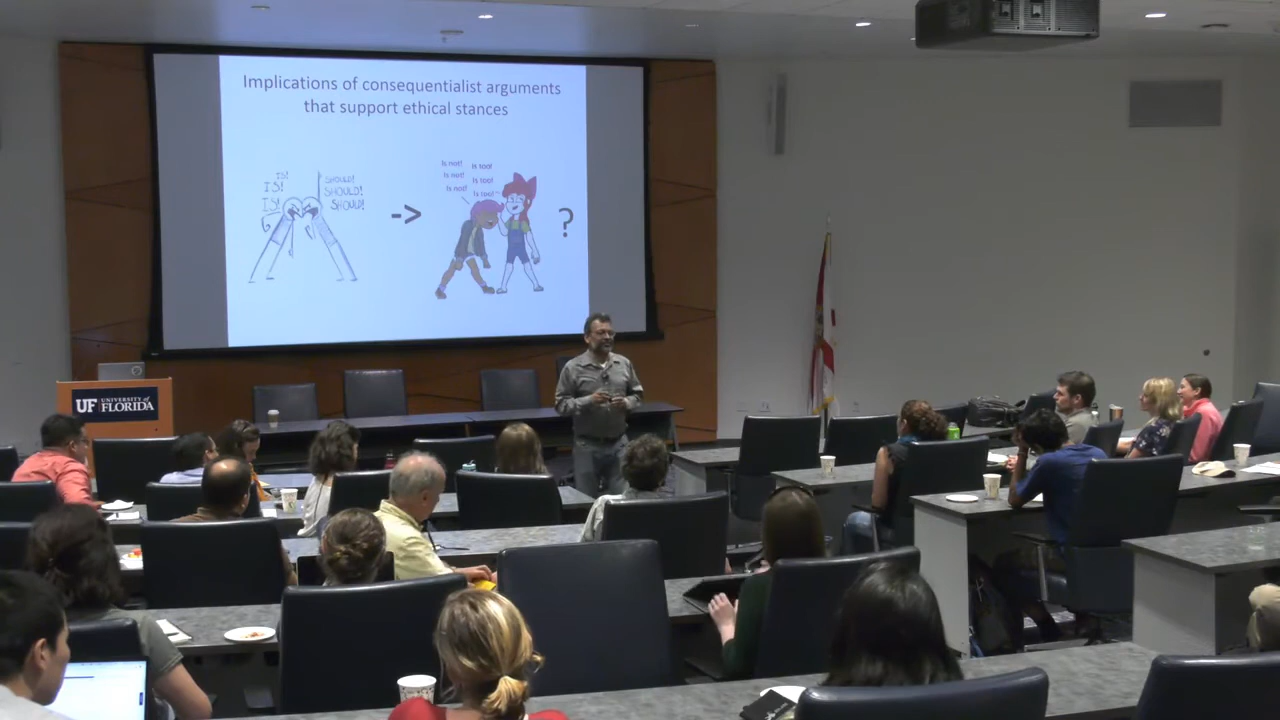 Implications of consequentialist arguments
that support ethical stances
IS!
IS!
IS!
SHOULD!
SHOULD!
SHOULD!
->
Is not! Is too!
Is not! Is too!
Is not! Is too!
?
UF UNIVERSITY of
FLORIDA